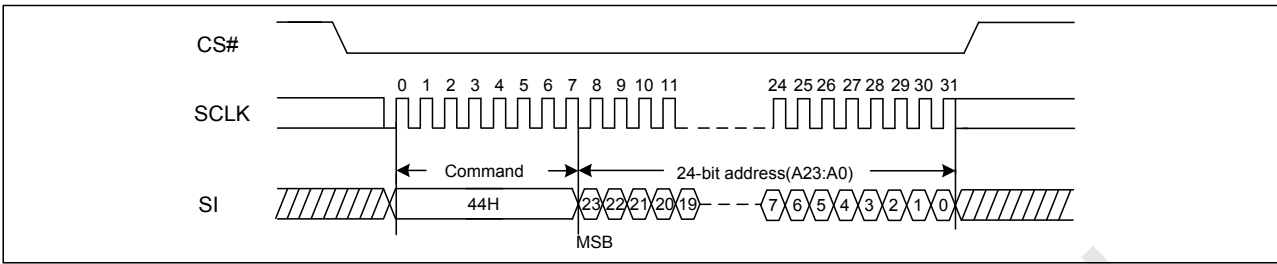 CS#
0 1 2 3 4 5 6 7 8 9 10 11 24 25 26 27 28 29 30 31
SCLK
Command 24-bit address(A23:A0)
SI 44H 23 22 21 20 19 7 6 5 4 3 2 1 0
MSB